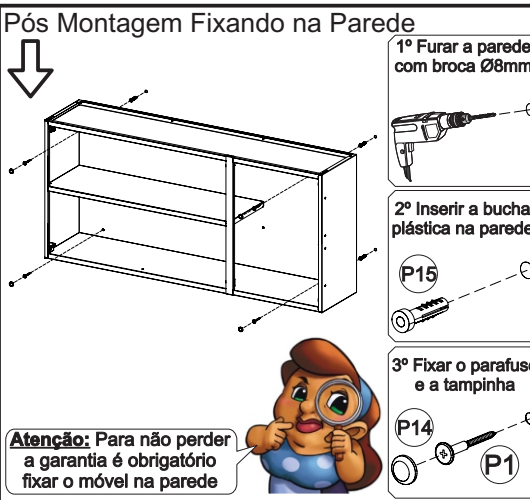 Pós Montagem Fixando na Parede
1º Furar a parede
com broca Ø8mm
2º Inserir a bucha
plástica na parede
P15
3º Fixar o parafuso
e a tampinha
P14
P1
Atenção: Para não perder
a garantia é obrigatório
fixar o móvel na parede